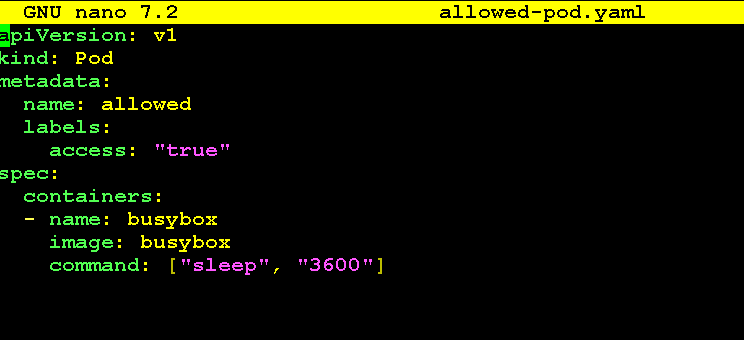 GNU nano 7.2 allowed-pod.yaml
apiVersion: v1
kind: Pod
metadata:
  name: allowed
  labels:
    access: "true"
spec:
  containers:
  - name: busybox
    image: busybox
    command: ["sleep", "3600"]